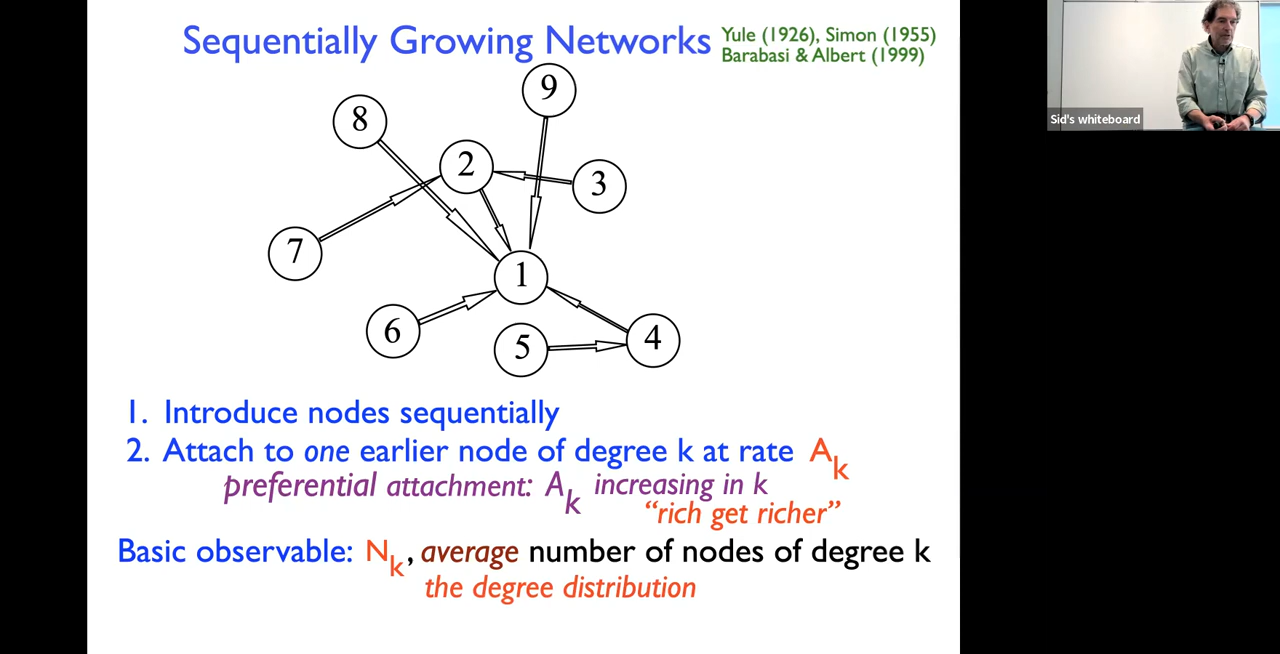 Sequentially Growing Networks
Yule (1926), Simon (1955)
Barabasi & Albert (1999)
9
8
2
3
7
1
6
5
4
1. Introduce nodes sequentially
2. Attach to one earlier node of degree k at rate Aₖ
preferential attachment: Aₖ increasing in k
“rich get richer”
Basic observable: Nₖ, average number of nodes of degree k
the degree distribution
Sid's whiteboard